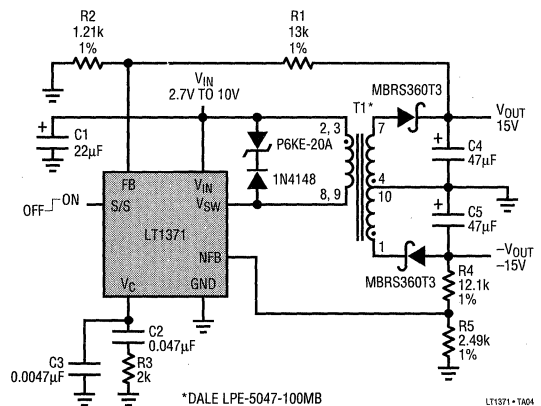 R2
1.21k
1%
R1
13k
1%
VIN
2.7V TO 10V
MBRS360T3
T1*
VOUT
15V
C1
22µF
P6KE-20A
1N4148
2, 3
8, 9
7
4
10
1
C4
47µF
C5
47µF
ON
OFF
FB
VIN
S/S
VSW
LT1371
NFB
VC
GND
MBRS360T3
–VOUT
–15V
R4
12.1k
1%
R5
2.49k
1%
C2
0.047µF
C3
0.0047µF
R3
2k
*DALE LPE-5047-100MB
LT1371 • TA04
+
+
+